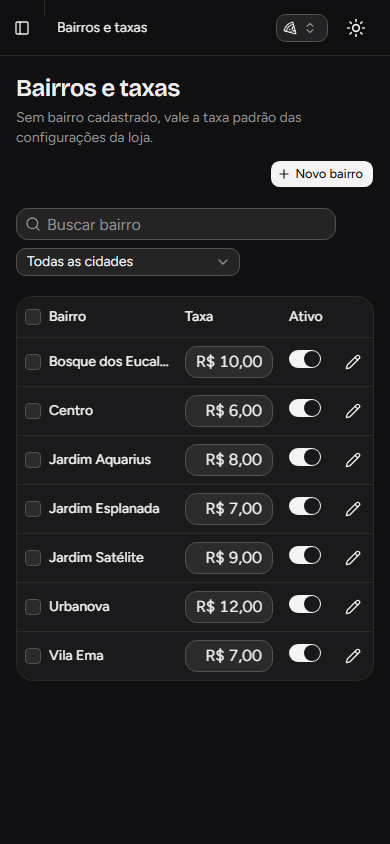 Bairros e taxas
Bairros e taxas
Sem bairro cadastrado, vale a taxa padrão das
configurações da loja.
Novo bairro
Buscar bairro
Todas as cidades
Bairro Taxa Ativo
Bosque dos Eucal... R$ 10,00
Centro R$ 6,00
Jardim Aquarius R$ 8,00
Jardim Esplanada R$ 7,00
Jardim Satélite R$ 9,00
Urbanova R$ 12,00
Vila Ema R$ 7,00